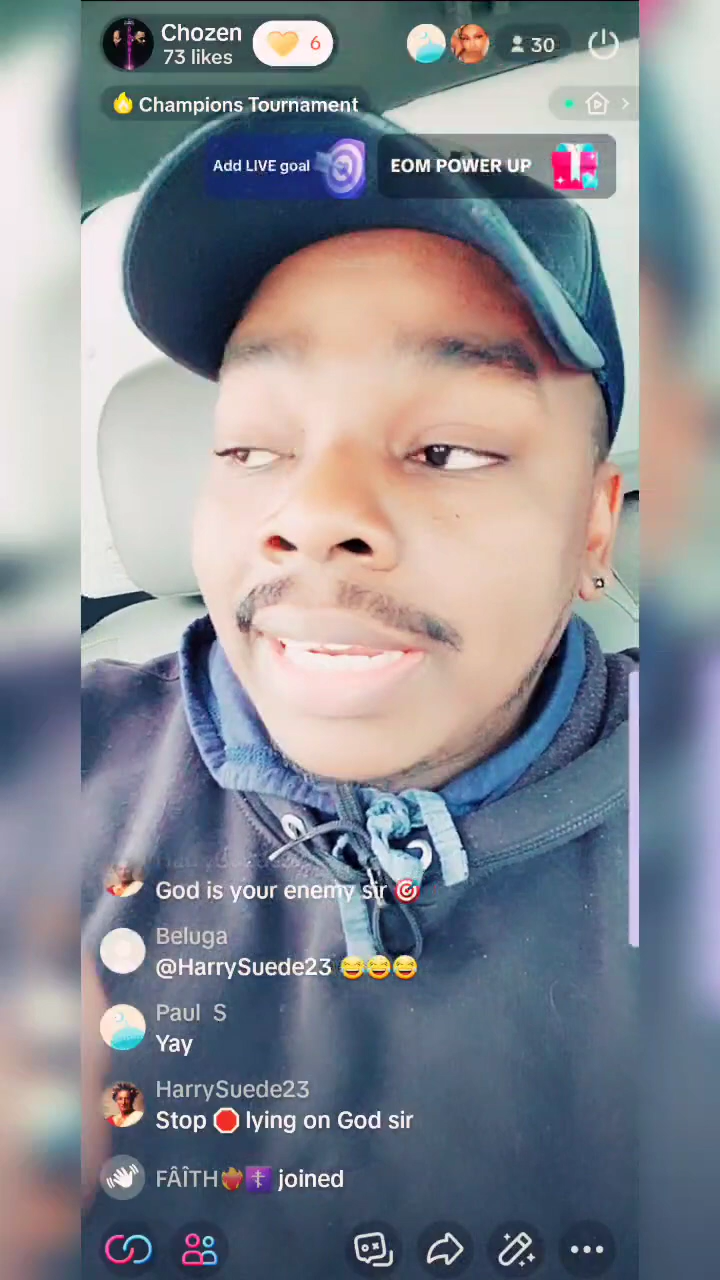 Chozen
73 likes
6
30
🔥 Champions Tournament
Add LIVE goal
EOM POWER UP
God is your enemy sir 🎯
Beluga
@HarrySuede23 😂😂😂
Paul S
Yay
HarrySuede23
Stop 🛑 lying on God sir
FÂÎTH❤️‍🔥☦️ joined